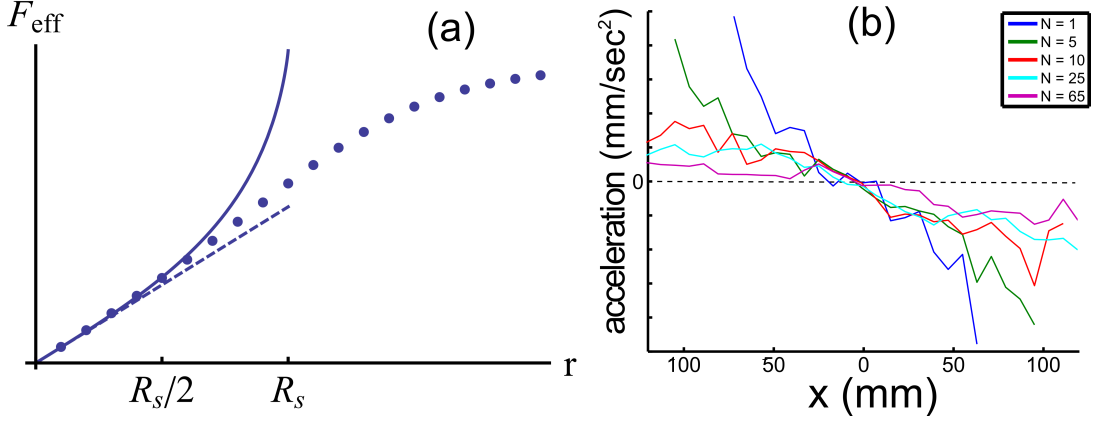 F_eff
(a)
R_s/2
R_s
r
(b)
N = 1
N = 5
N = 10
N = 25
N = 65
acceleration (mm/sec²)
0
100
50
0
50
100
x (mm)